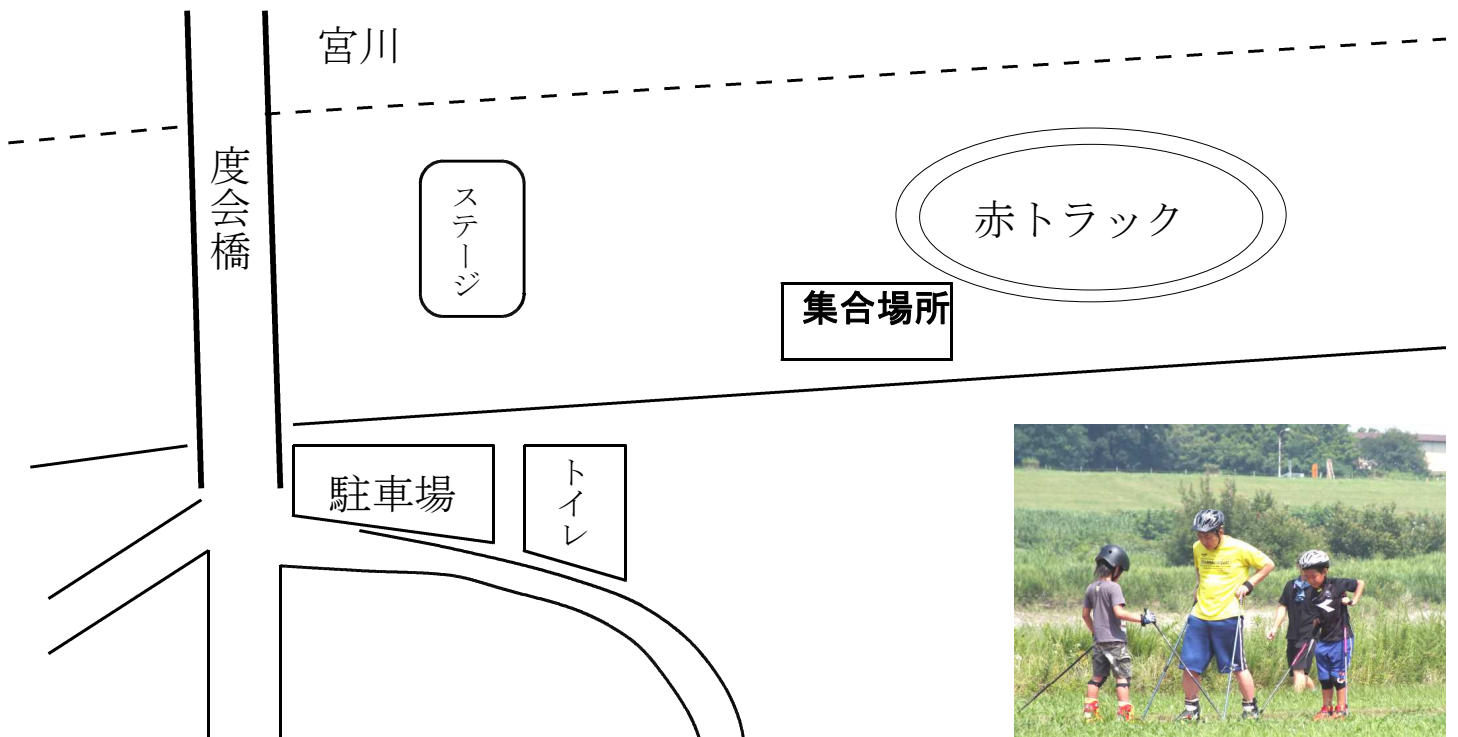 宮川
度会橋
ステージ
赤トラック
集合場所
駐車場
トイレ